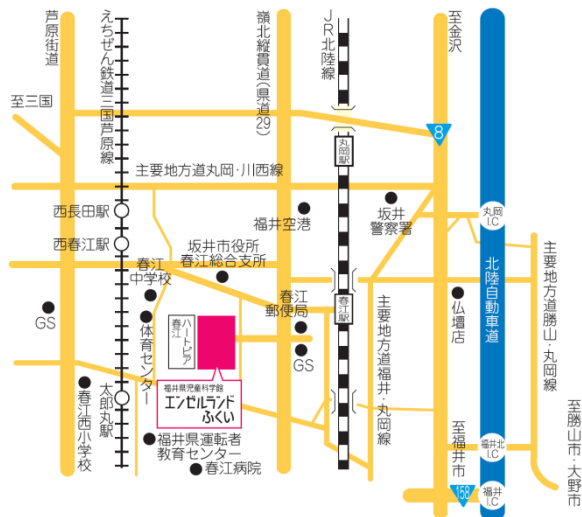 芦原街道
えちぜん鉄道三国芦原線
嶺北縦貫道(県道29)
JR北陸線
至金沢
至三国
8
丸岡駅
主要地方道丸岡・川西線
西長田駅
福井空港
坂井
警察署
丸岡
I.C
西春江駅
坂井市役所
春江総合支所
春江
中学校
北陸自動車道
主要地方道勝山・丸岡線
GS
体育センター
ハートピア
春江
春江
郵便局
春江駅
主要地方道福井・丸岡線
仏壇店
GS
福井県児童科学館
エンゼルランド
ふくい
太郎丸駅
春江西小学校
福井県運転者
教育センター
春江病院
至福井市
福井北
I.C
至勝山市・大野市
158
福井
I.C